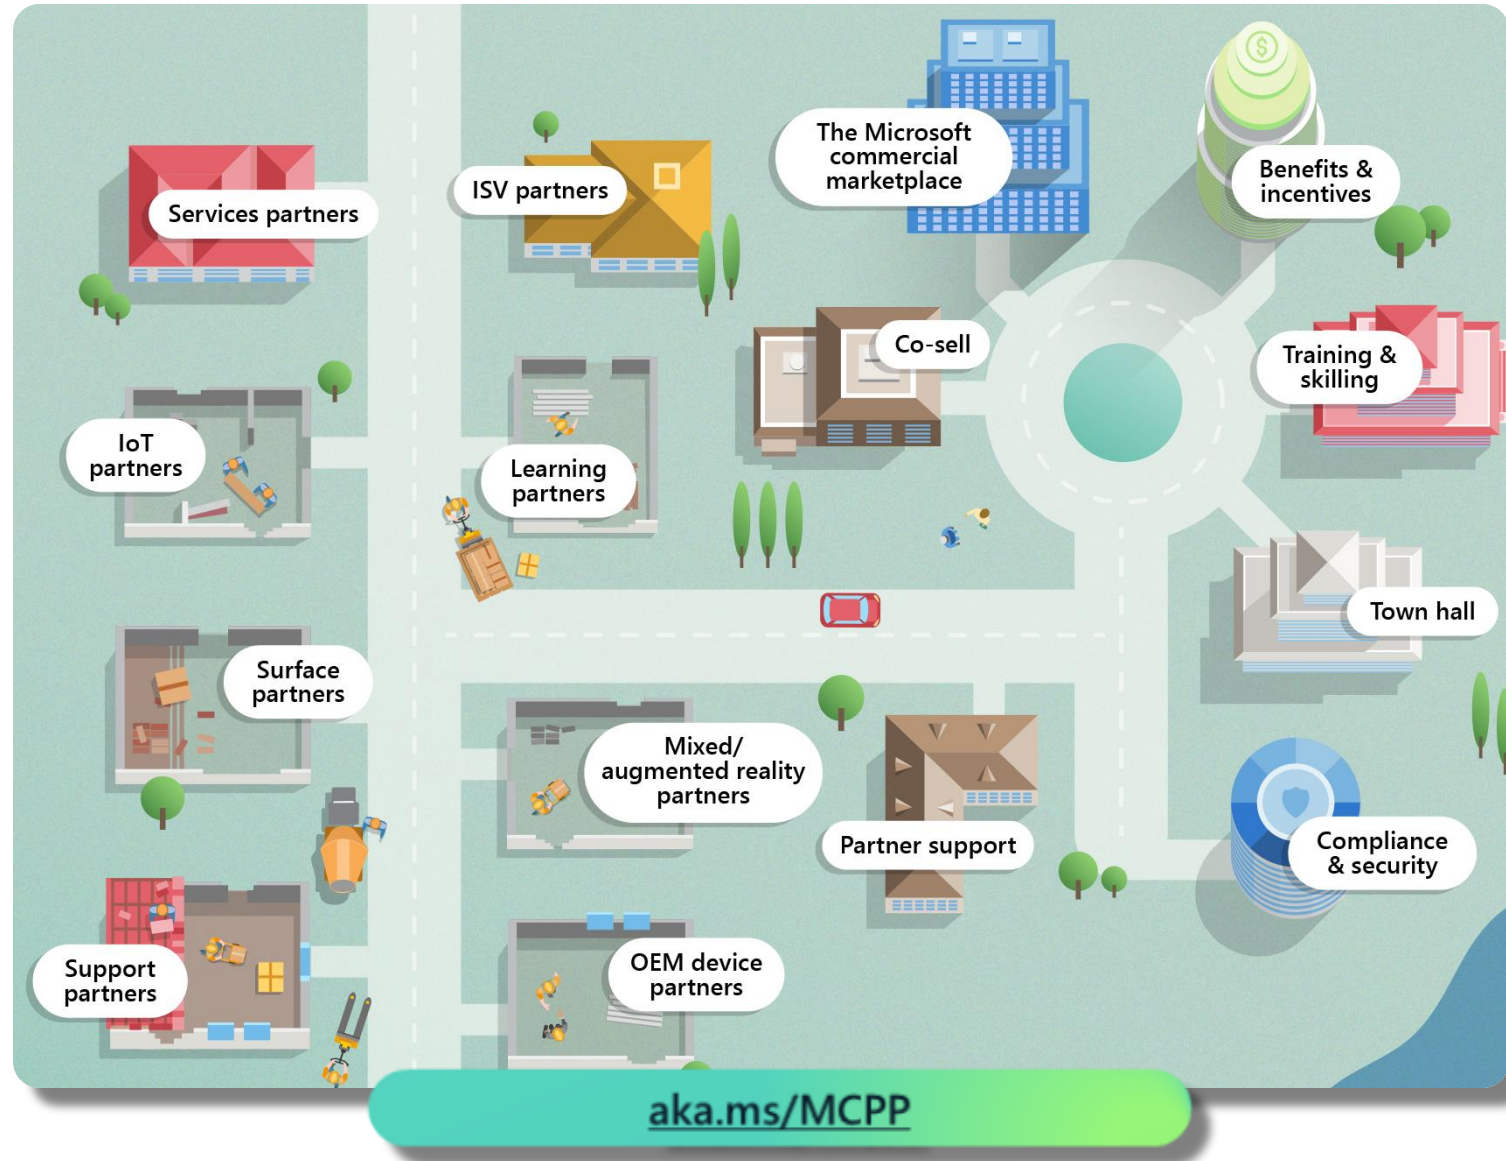 The Microsoft
commercial
marketplace
Benefits &
incentives
Services partners
ISV partners
Co-sell
Training &
skilling
IoT
partners
Learning
partners
Town hall
Surface
partners
Mixed/
augmented reality
partners
Partner support
Compliance
& security
Support
partners
OEM device
partners
aka.ms/MCPP